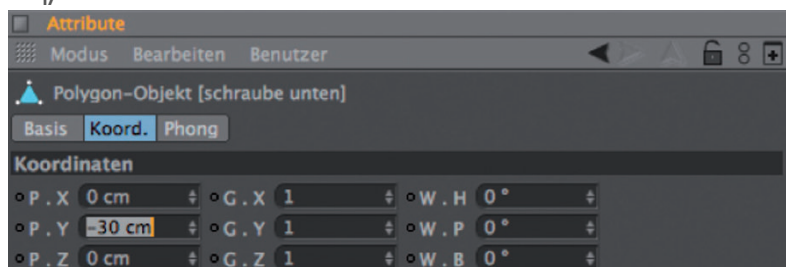 Attribute
Modus Bearbeiten Benutzer
Polygon-Objekt [schraube unten]
Basis Koord. Phong
Koordinaten
P . X 0 cm G . X 1 W . H 0 °
P . Y -30 cm G . Y 1 W . P 0 °
P . Z 0 cm G . Z 1 W . B 0 °